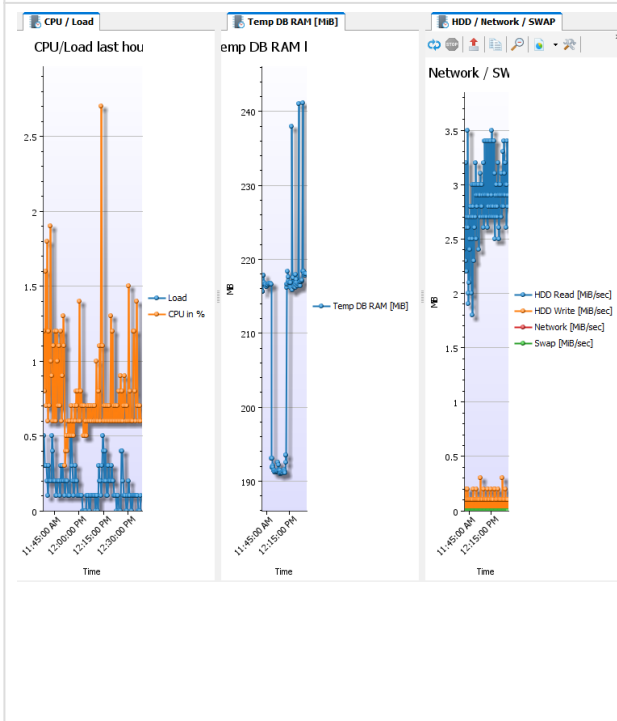 CPU / Load
CPU/Load last hou
2.5
2
1.5
1
0.5
0
11:45:00 AM
12:00:00 PM
12:15:00 PM
12:30:00 PM
Time
Load
CPU in %
Temp DB RAM [MiB]
emp DB RAM l
240
230
220
210
200
190
MiB
11:45:00 AM
12:15:00 PM
Time
Temp DB RAM [MiB]
HDD / Network / SWAP
STOP
Network / SW
3.5
3
2.5
2
1.5
1
0.5
0
MiB
11:45:00 AM
12:15:00 PM
Time
HDD Read [MiB/sec]
HDD Write [MiB/sec]
Network [MiB/sec]
Swap [MiB/sec]